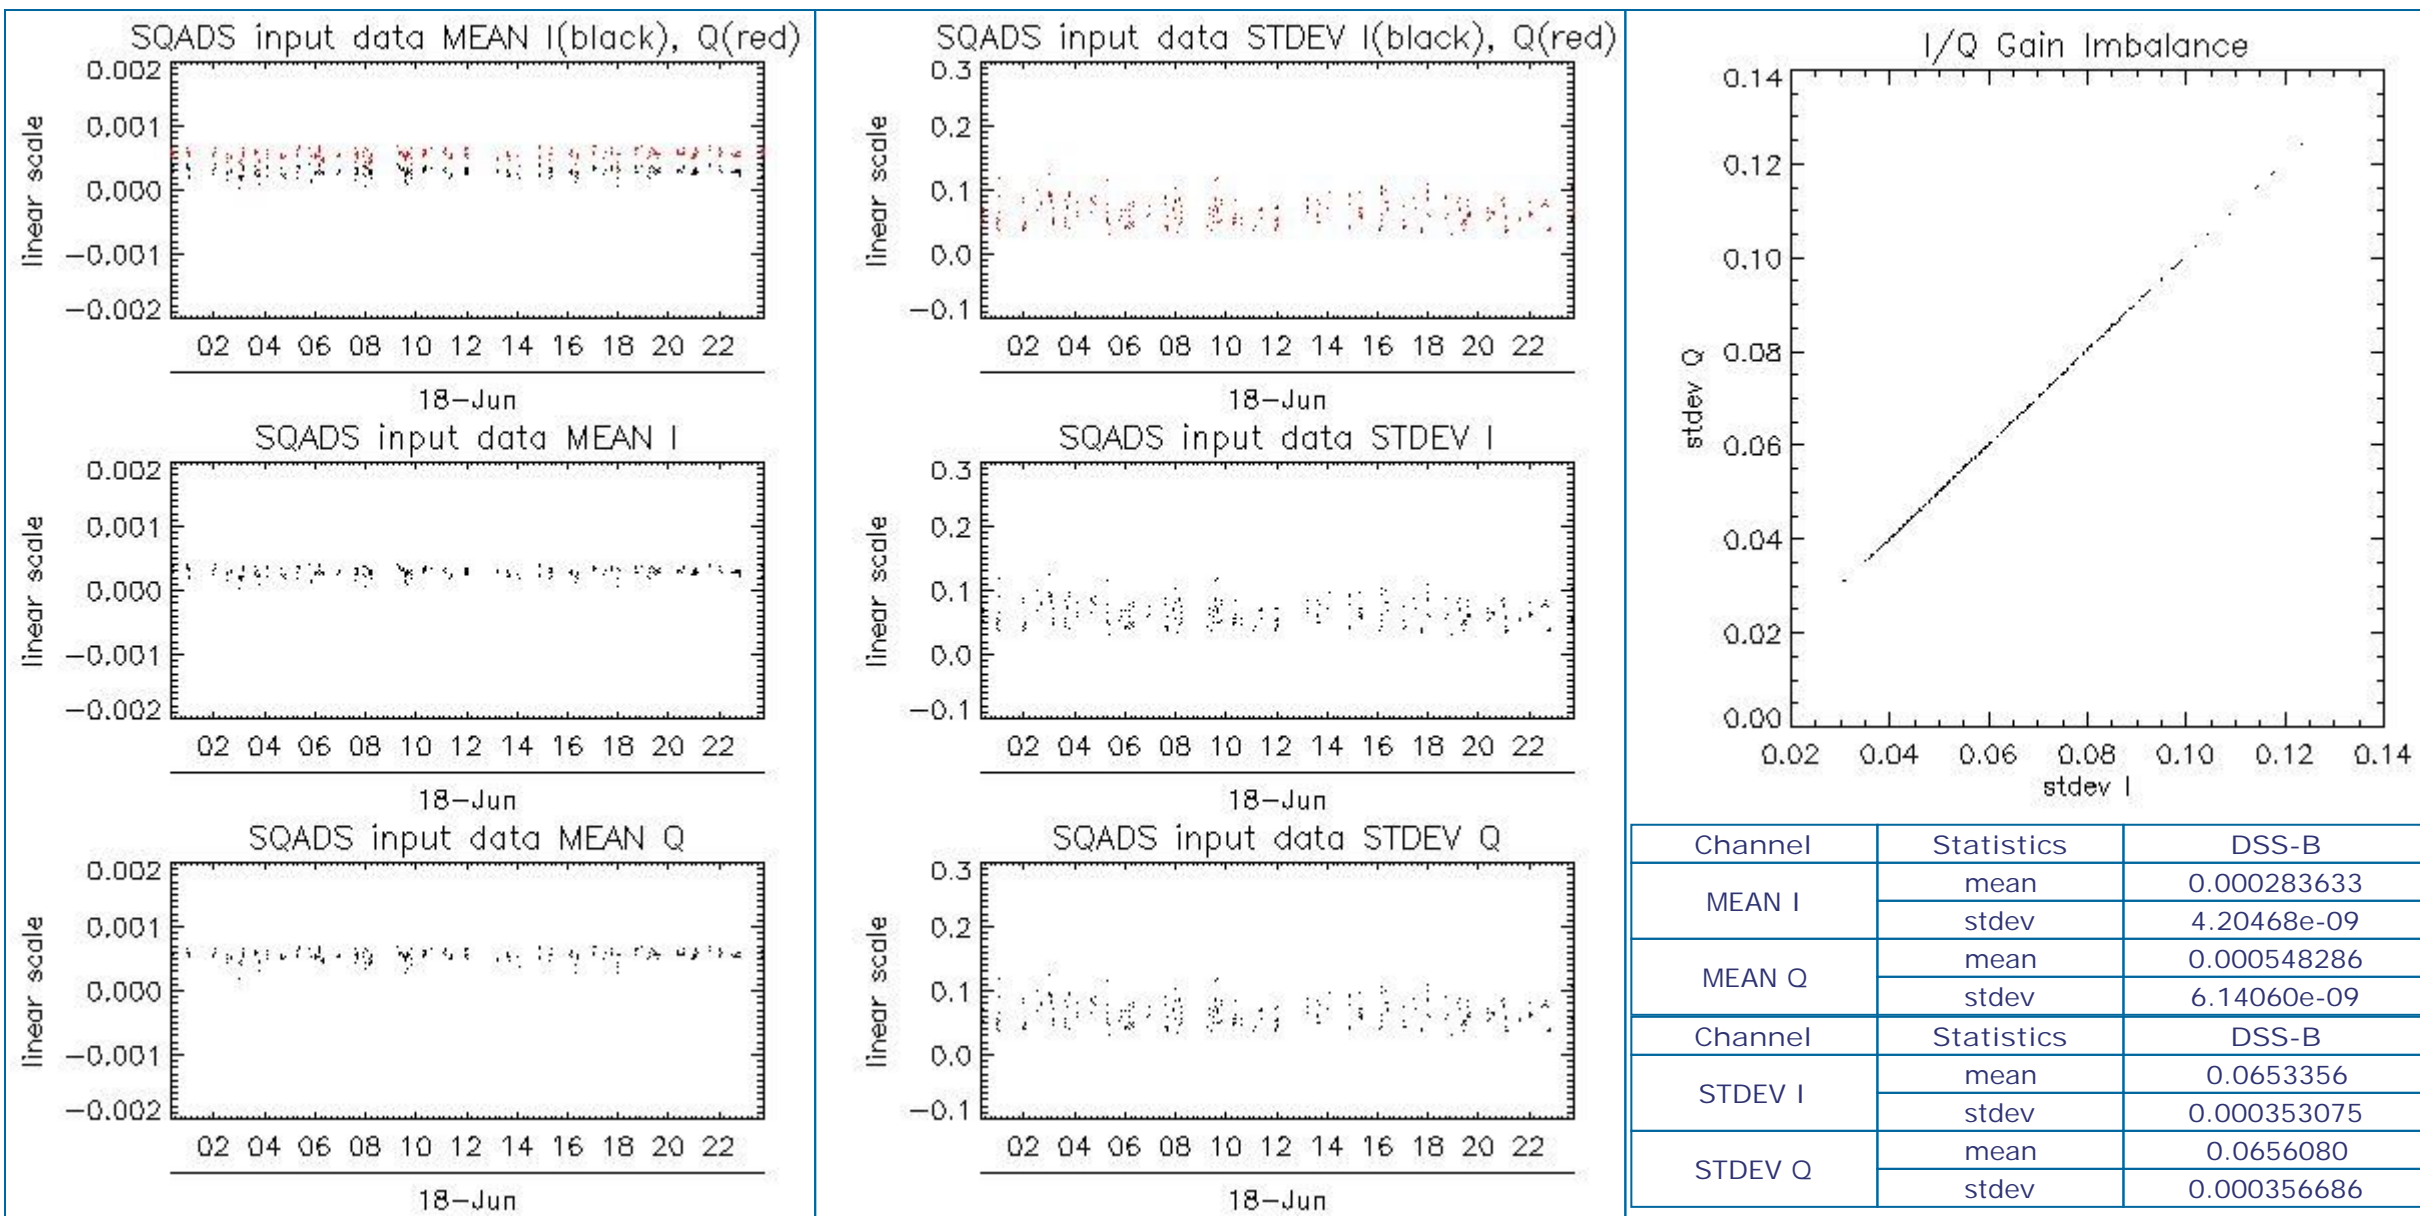 SQADS input data MEAN I(black), Q(red)
linear scale
0.002
0.001
0.000
−0.001
−0.002
02 04 06 08 10 12 14 16 18 20 22
18−Jun
SQADS input data MEAN I
linear scale
0.002
0.001
0.000
−0.001
−0.002
02 04 06 08 10 12 14 16 18 20 22
18−Jun
SQADS input data MEAN Q
linear scale
0.002
0.001
0.000
−0.001
−0.002
02 04 06 08 10 12 14 16 18 20 22
18−Jun
SQADS input data STDEV I(black), Q(red)
linear scale
0.3
0.2
0.1
0.0
−0.1
02 04 06 08 10 12 14 16 18 20 22
18−Jun
SQADS input data STDEV I
linear scale
0.3
0.2
0.1
0.0
−0.1
02 04 06 08 10 12 14 16 18 20 22
18−Jun
SQADS input data STDEV Q
linear scale
0.3
0.2
0.1
0.0
−0.1
02 04 06 08 10 12 14 16 18 20 22
18−Jun
I/Q Gain Imbalance
stdev Q
0.14
0.12
0.10
0.08
0.06
0.04
0.02
0.00
0.02 0.04 0.06 0.08 0.10 0.12 0.14
stdev I
Channel Statistics DSS-B
MEAN I mean 0.000283633
stdev 4.20468e-09
MEAN Q mean 0.000548286
stdev 6.14060e-09
Channel Statistics DSS-B
STDEV I mean 0.0653356
stdev 0.000353075
STDEV Q mean 0.0656080
stdev 0.000356686